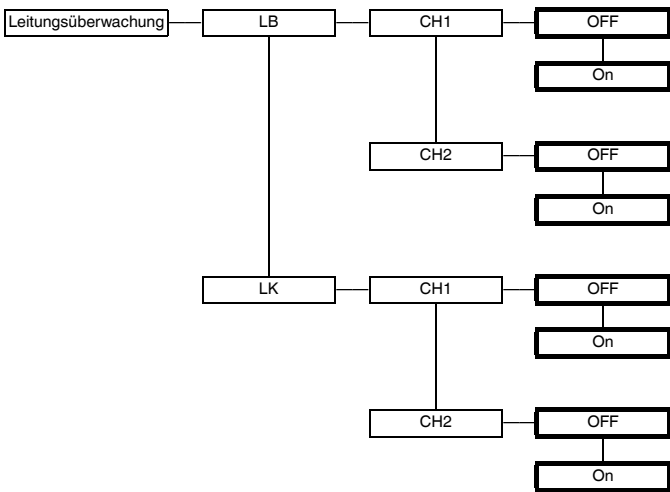 Leitungsüberwachung LB CH1 OFF
On
CH2 OFF
On
LK CH1 OFF
On
CH2 OFF
On